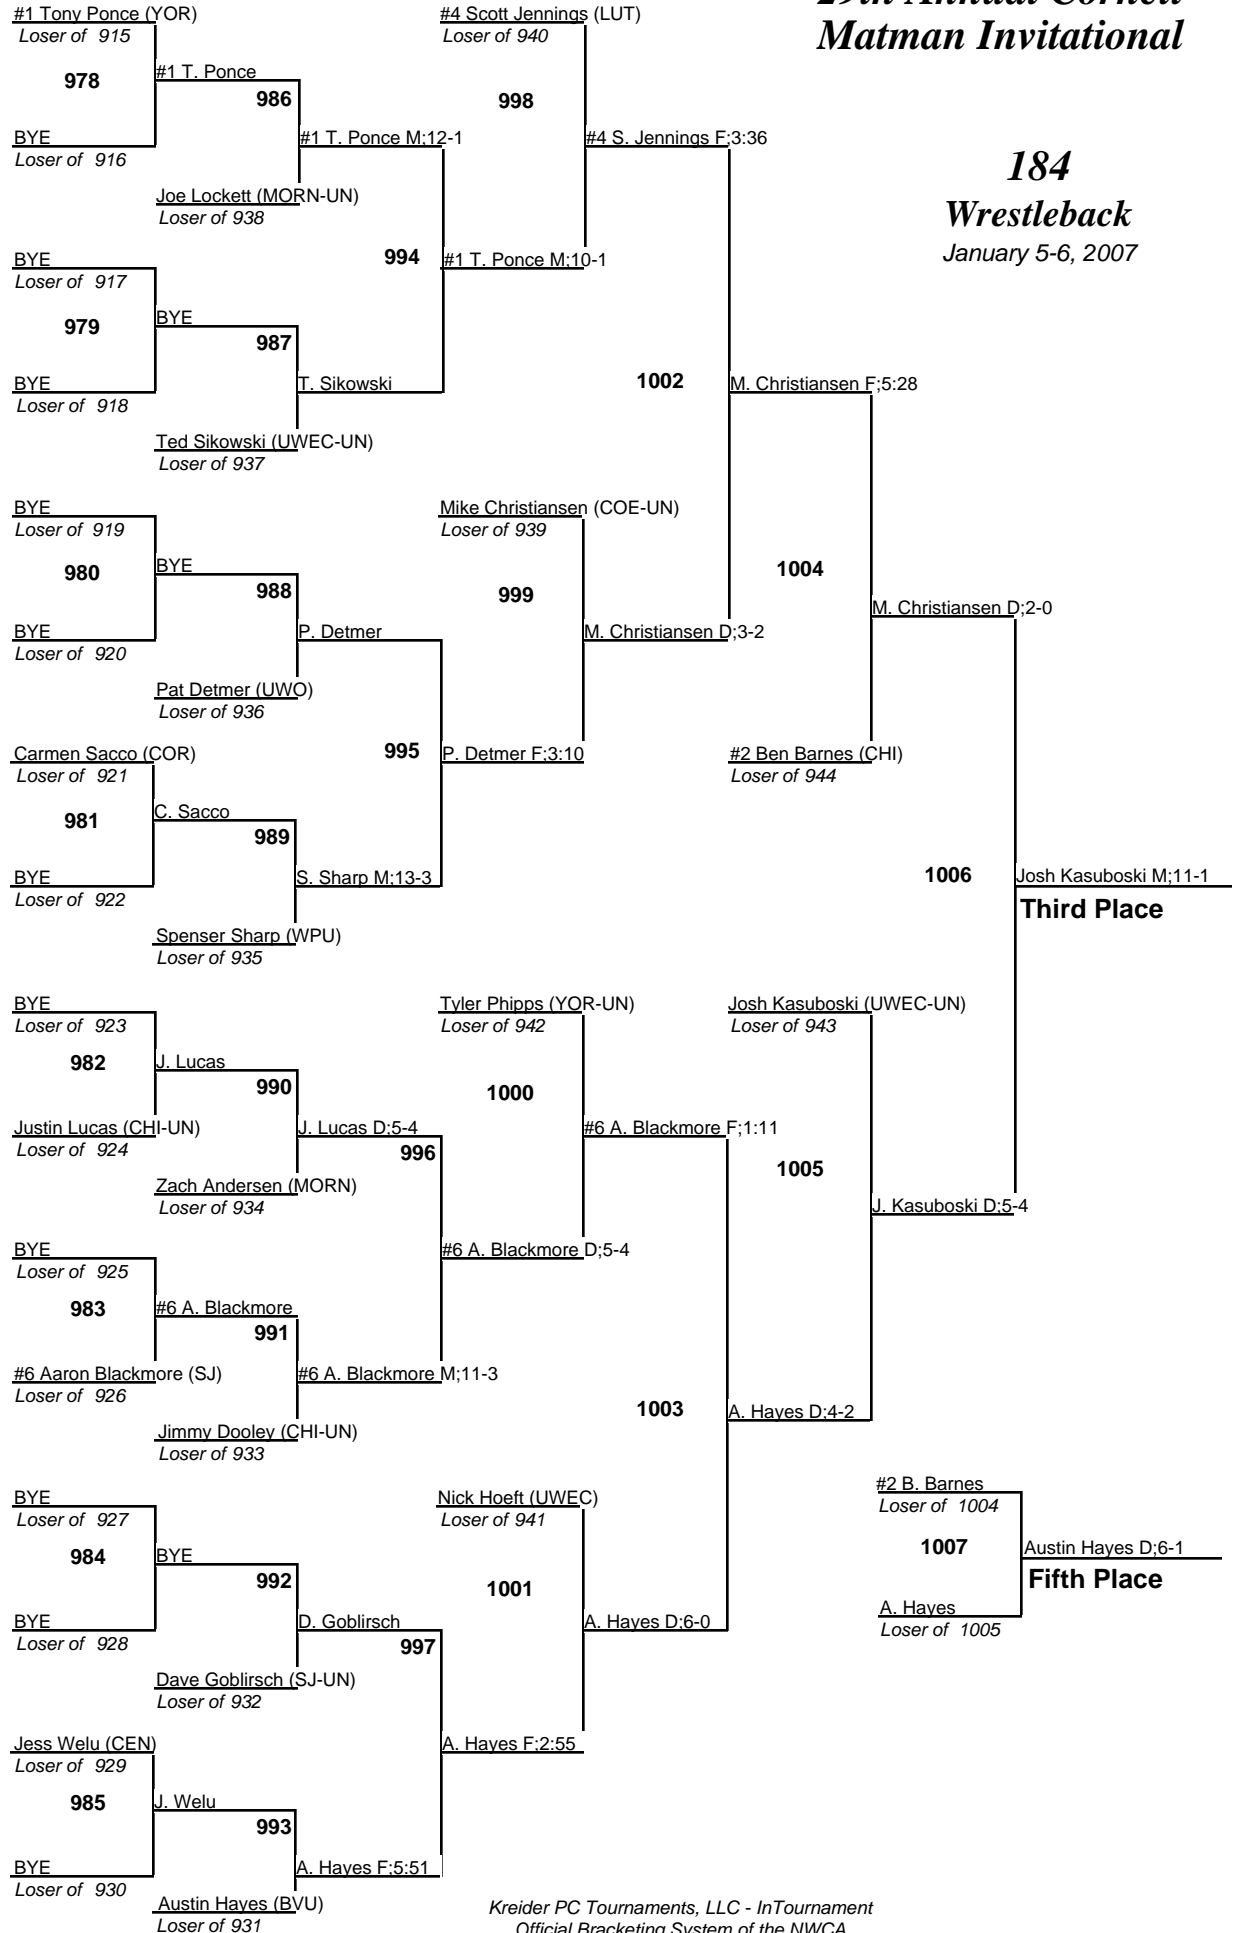 29th Annual Cornell
Matman Invitational
184
Wrestleback
January 5-6, 2007
#1 Tony Ponce (YOR)
Loser of 915
978
#1 T. Ponce
986
BYE
Loser of 916
#1 T. Ponce M;12-1
Joe Lockett (MORN-UN)
Loser of 938
994
#1 T. Ponce M;10-1
BYE
Loser of 917
979
BYE
987
BYE
Loser of 918
T. Sikowski
Ted Sikowski (UWEC-UN)
Loser of 937
#4 Scott Jennings (LUT)
Loser of 940
998
#4 S. Jennings F;3:36
1002
M. Christiansen F;5:28
BYE
Loser of 919
980
BYE
988
BYE
Loser of 920
P. Detmer
Pat Detmer (UWO)
Loser of 936
995
P. Detmer F;3:10
Carmen Sacco (COR)
Loser of 921
981
C. Sacco
989
BYE
Loser of 922
S. Sharp M;13-3
Spenser Sharp (WPU)
Loser of 935
Mike Christiansen (COE-UN)
Loser of 939
999
M. Christiansen D;3-2
1004
M. Christiansen D;2-0
#2 Ben Barnes (CHI)
Loser of 944
1006
Josh Kasuboski M;11-1
Third Place
BYE
Loser of 923
982
J. Lucas
990
Justin Lucas (CHI-UN)
Loser of 924
J. Lucas D;5-4
996
Zach Andersen (MORN)
Loser of 934
#6 A. Blackmore D;5-4
BYE
Loser of 925
983
#6 A. Blackmore
991
#6 Aaron Blackmore (SJ)
Loser of 926
#6 A. Blackmore M;11-3
Jimmy Dooley (CHI-UN)
Loser of 933
Tyler Phipps (YOR-UN)
Loser of 942
1000
#6 A. Blackmore F;1:11
Josh Kasuboski (UWEC-UN)
Loser of 943
1005
J. Kasuboski D;5-4
1003
A. Hayes D;4-2
BYE
Loser of 927
984
BYE
992
BYE
Loser of 928
D. Goblirsch
997
Dave Goblirsch (SJ-UN)
Loser of 932
A. Hayes F;2:55
Jess Welu (CEN)
Loser of 929
985
J. Welu
993
BYE
Loser of 930
A. Hayes F;5:51
Austin Hayes (BVU)
Loser of 931
Nick Hoeft (UWEC)
Loser of 941
1001
A. Hayes D;6-0
#2 B. Barnes
Loser of 1004
1007
Austin Hayes D;6-1
Fifth Place
A. Hayes
Loser of 1005
Kreider PC Tournaments, LLC - InTournament
Official Bracketing System of the NWCA